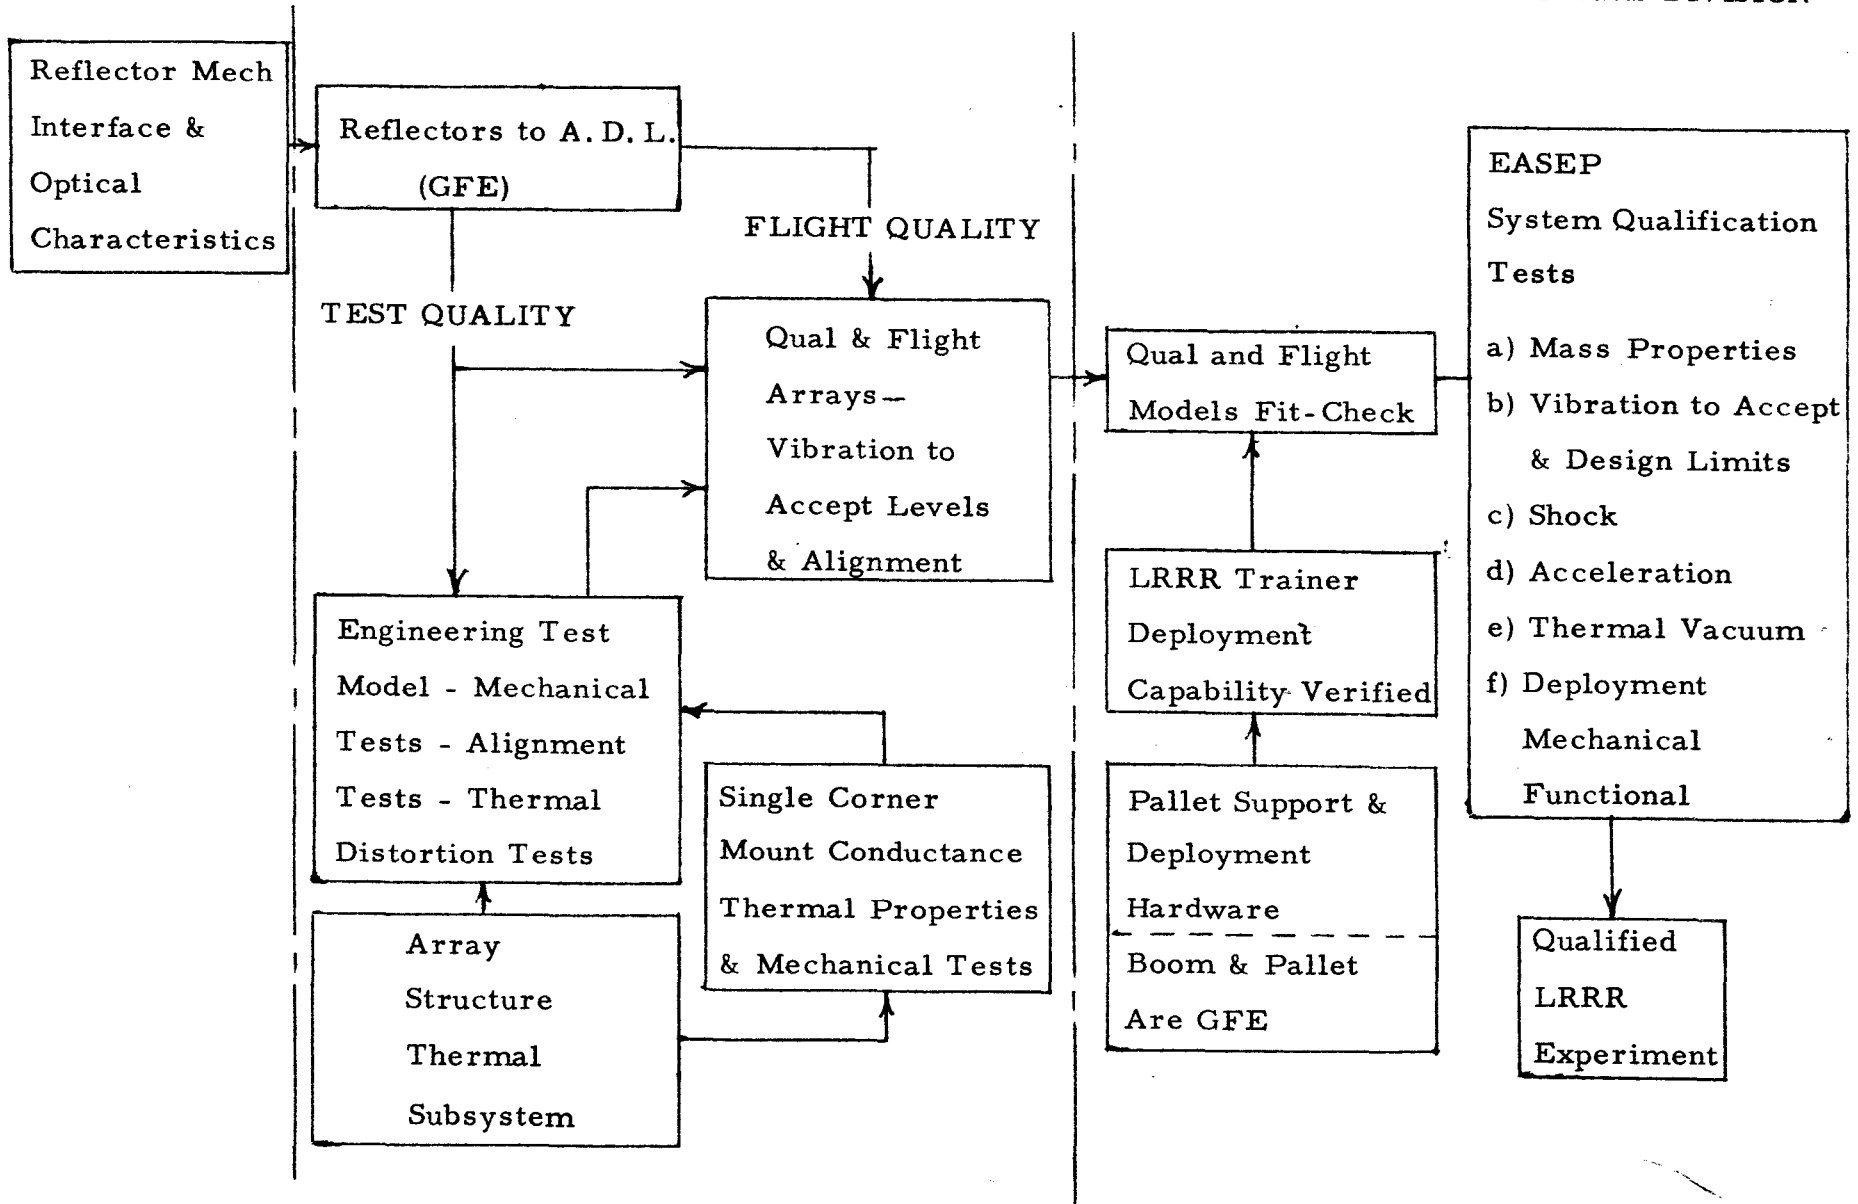 DIVISION
Reflector Mech
Interface &
Optical
Characteristics
Reflectors to A. D. L.
(GFE)
FLIGHT QUALITY
TEST QUALITY
Qual & Flight
Arrays—
Vibration to
Accept Levels
& Alignment
Engineering Test
Model - Mechanical
Tests - Alignment
Tests - Thermal
Distortion Tests
Single Corner
Mount Conductance
Thermal Properties
& Mechanical Tests
Array
Structure
Thermal
Subsystem
Qual and Flight
Models Fit-Check
LRRR Trainer
Deployment
Capability Verified
Pallet Support &
Deployment
Hardware
Boom & Pallet
Are GFE
EASEP
System Qualification
Tests
a) Mass Properties
b) Vibration to Accept
& Design Limits
c) Shock
d) Acceleration
e) Thermal Vacuum
f) Deployment
Mechanical
Functional
Qualified
LRRR
Experiment